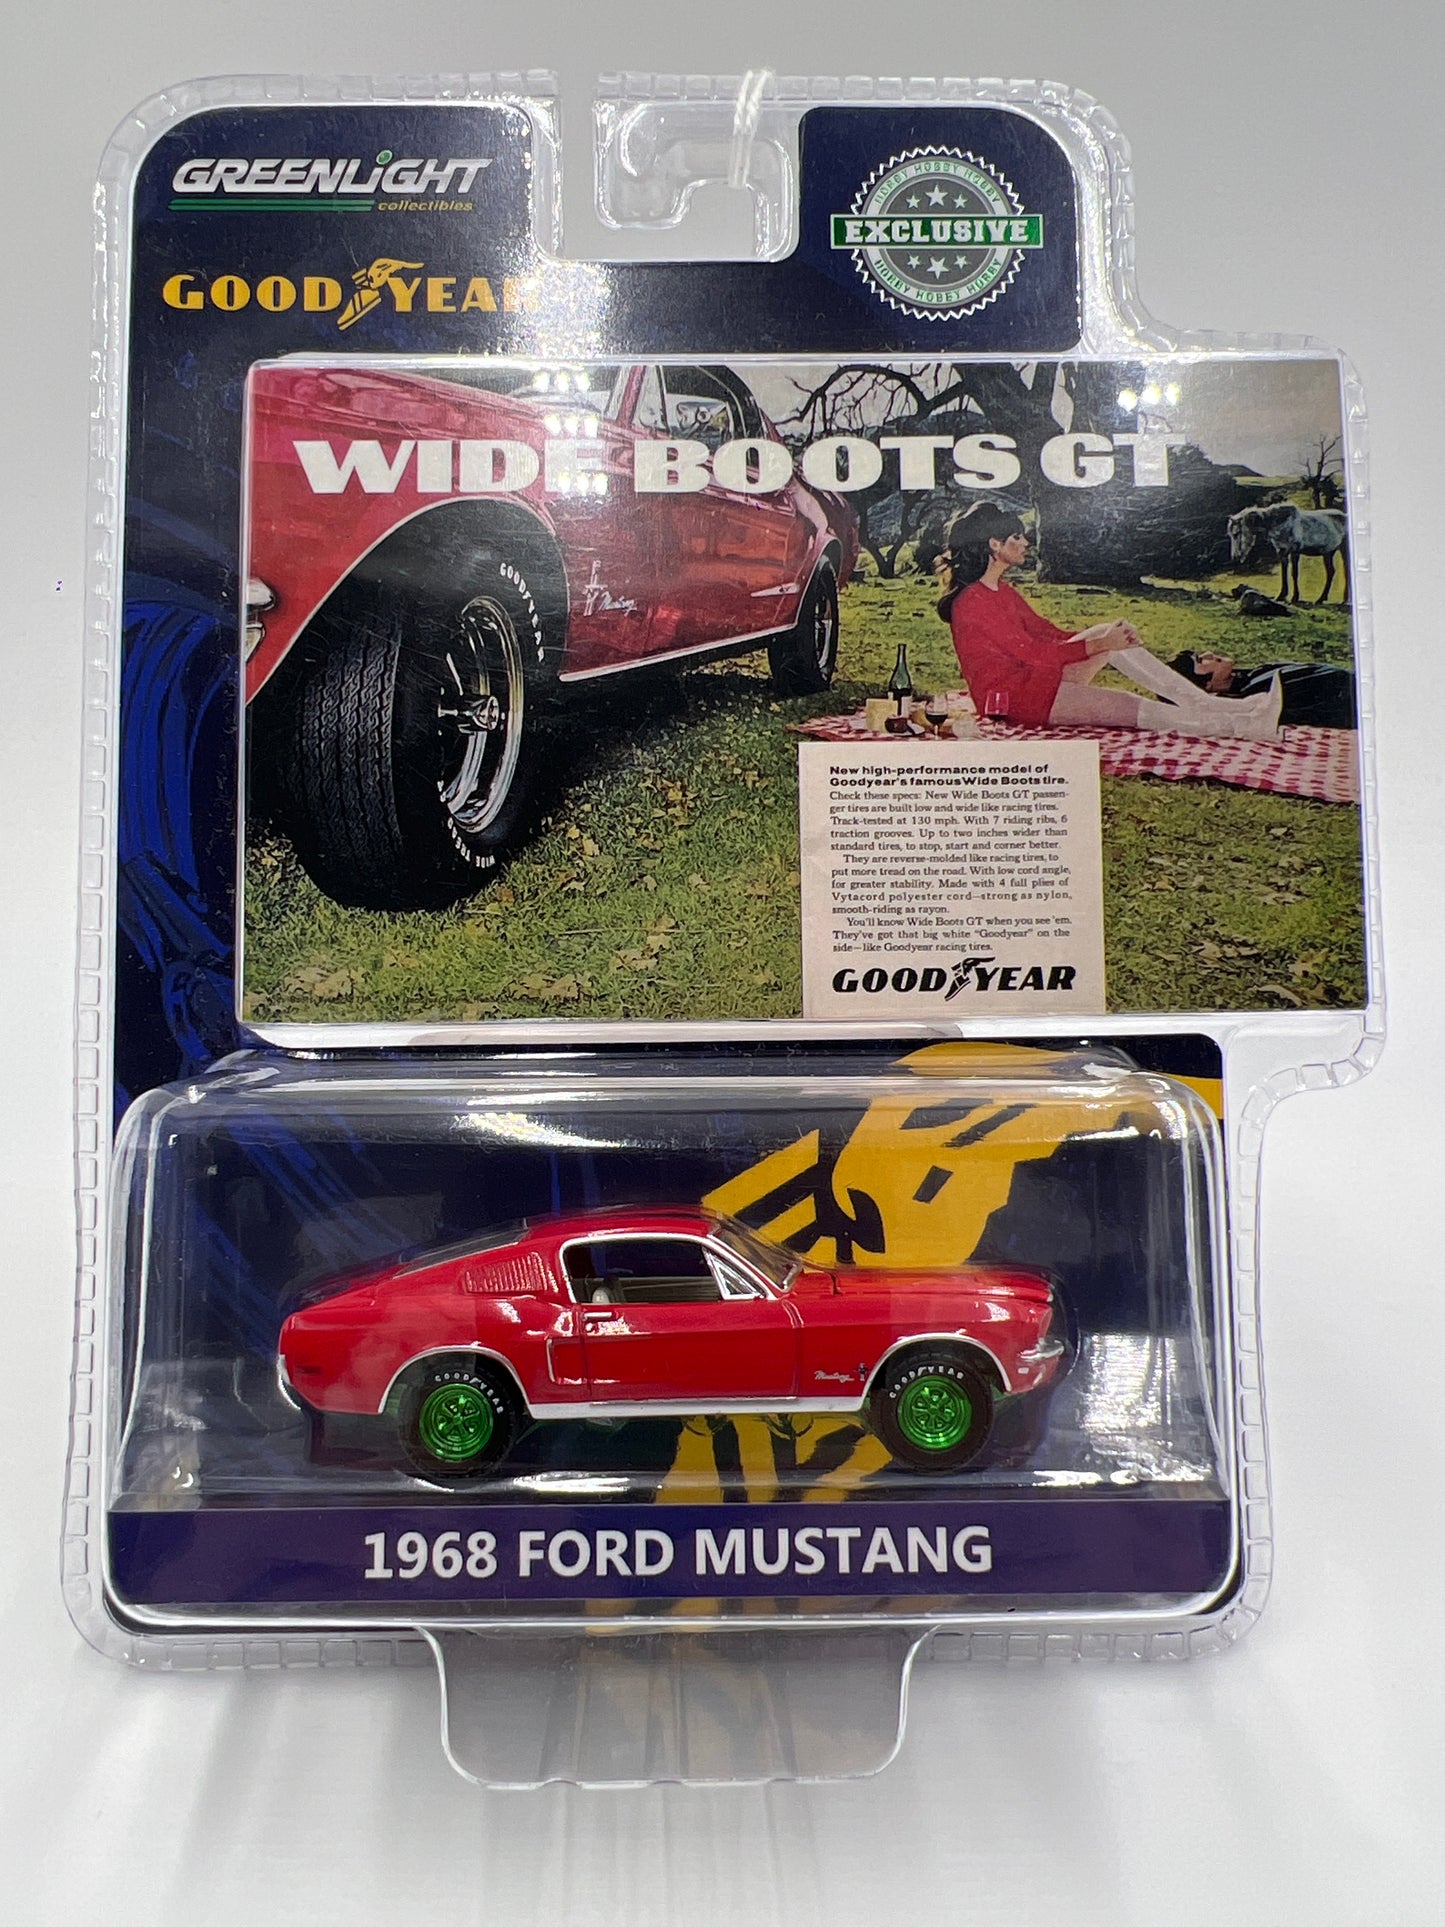 GREENLiGHT
collectibles
HOBBY HOBBY HOBBY
EXCLUSIVE
HOBBY HOBBY HOBBY
GOOD YEAR
WIDE BOOTS GT
GOODYEAR
Mustang
WIDE TREAD
New high-performance model of
Goodyear's famous Wide Boots tire.
Check these specs: New Wide Boots GT passen-
ger tires are built low and wide like racing tires.
Track-tested at 130 mph. With 7 riding ribs, 6
traction grooves. Up to two inches wider than
standard tires, to stop, start and corner better.
They are reverse-molded like racing tires, to
put more tread on the road. With low cord angle,
for greater stability. Made with 4 full plies of
Vytacord polyester cord—strong as nylon,
smooth-riding as rayon.
You'll know Wide Boots GT when you see 'em.
They've got that big white "Goodyear" on the
side—like Goodyear racing tires.
GOOD YEAR
GOODYEAR
Mustang
GOODYEAR
1968 FORD MUSTANG